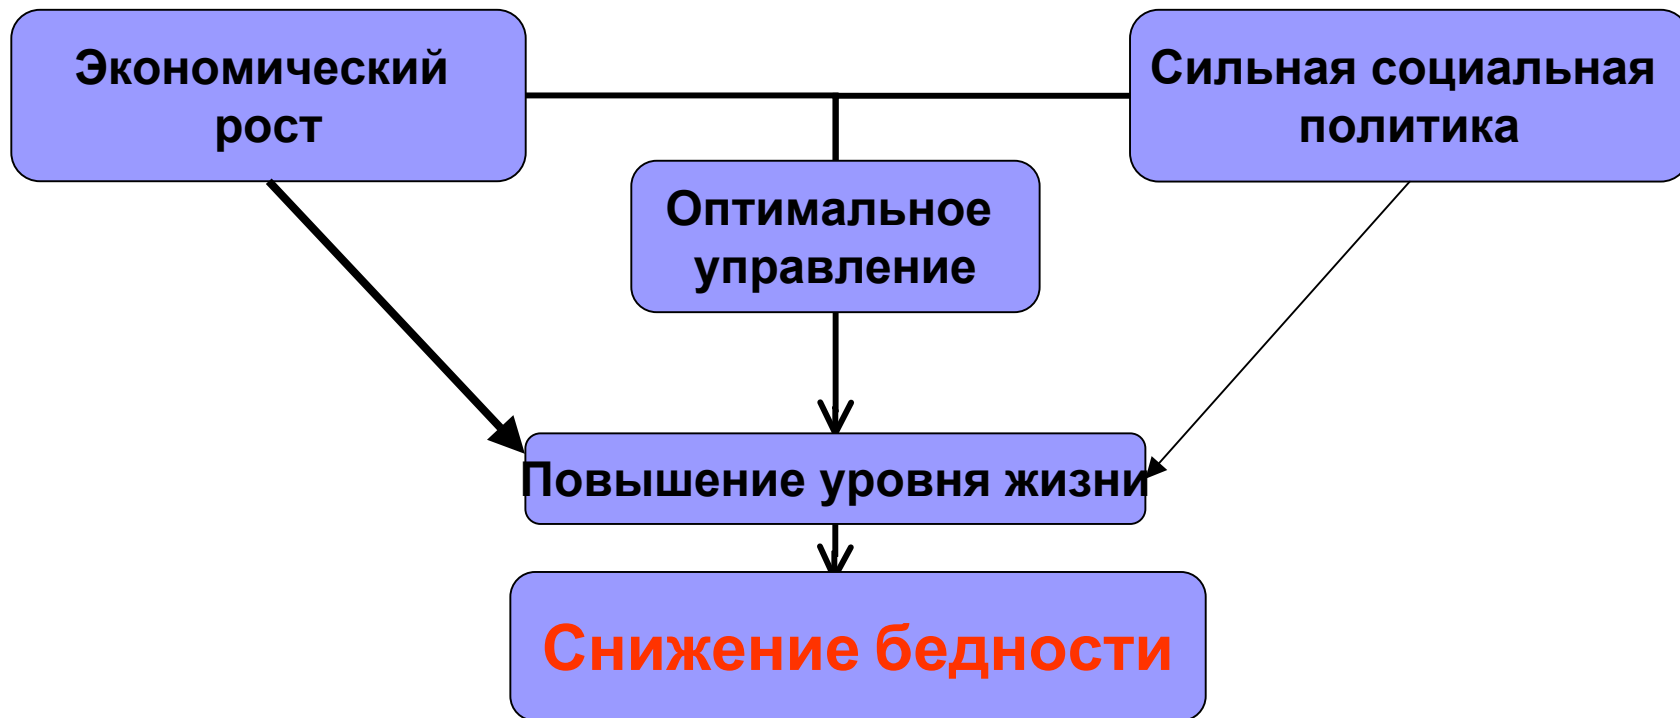 Экономический
рост
Сильная социальная
политика
Оптимальное
управление
Повышение уровня жизни
Снижение бедности